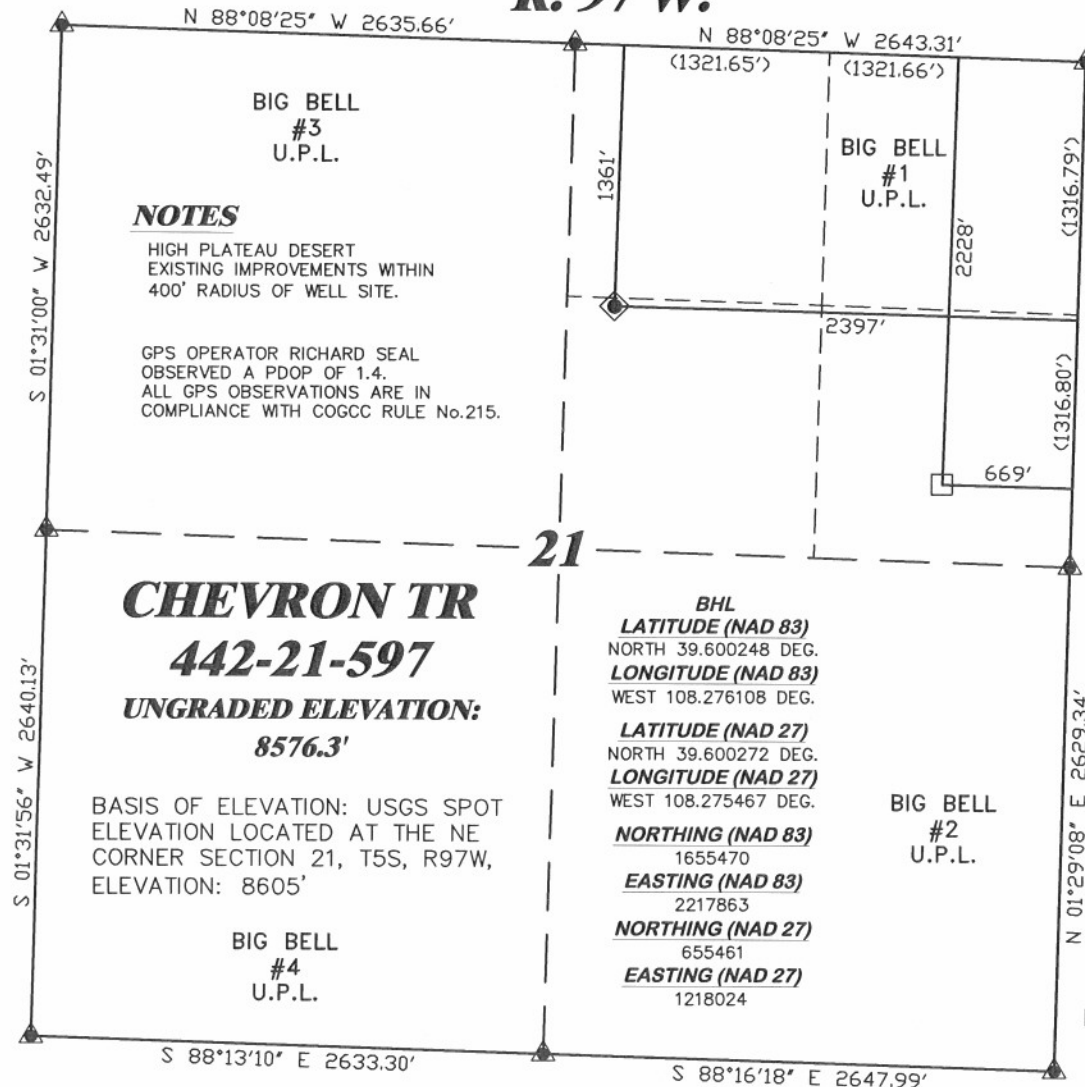 R. 97 W.
N 88°08'25" W 2635.66'
N 88°08'25" W 2643.31'
(1321.65')
(1321.66')
BIG BELL
#3
U.P.L.
BIG BELL
#1
U.P.L.
1361'
2228'
(1316.79')
S 01°31'00" W 2632.49'
NOTES
HIGH PLATEAU DESERT
EXISTING IMPROVEMENTS WITHIN
400' RADIUS OF WELL SITE.
2397'
GPS OPERATOR RICHARD SEAL
OBSERVED A PDOP OF 1.4.
ALL GPS OBSERVATIONS ARE IN
COMPLIANCE WITH COGCC RULE No.215.
(1316.80')
669'
21
CHEVRON TR
442-21-597
UNGRADED ELEVATION:
8576.3'
BASIS OF ELEVATION: USGS SPOT
ELEVATION LOCATED AT THE NE
CORNER SECTION 21, T5S, R97W,
ELEVATION: 8605'
S 01°31'56" W 2640.13'
BIG BELL
#4
U.P.L.
BHL
LATITUDE (NAD 83)
NORTH 39.600248 DEG.
LONGITUDE (NAD 83)
WEST 108.276108 DEG.
LATITUDE (NAD 27)
NORTH 39.600272 DEG.
LONGITUDE (NAD 27)
WEST 108.275467 DEG.
NORTHING (NAD 83)
1655470
EASTING (NAD 83)
2217863
NORTHING (NAD 27)
655461
EASTING (NAD 27)
1218024
BIG BELL
#2
U.P.L.
N 01°29'08" E 2629.34'
S 88°13'10" E 2633.30'
S 88°16'18" E 2647.99'